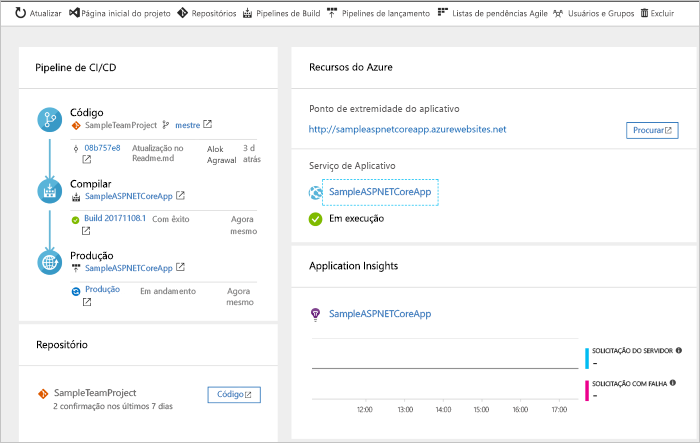 Atualizar Página inicial do projeto Repositórios Pipelines de Build Pipelines de lançamento Listas de pendências Agile Usuários e Grupos Excluir
Pipeline de CI/CD
Código
SampleTeamProject mestre
08b757e8 Atualização no Readme.md Alok Agrawal 3 d atrás
Compilar
SampleASPNETCoreApp
Build 20171108.1 Com êxito Agora mesmo
Produção
SampleASPNETCoreApp
Produção Em andamento Agora mesmo
Repositório
SampleTeamProject
2 confirmação nos últimos 7 dias
Código
Recursos do Azure
Ponto de extremidade do aplicativo
http://sampleaspnetcoreapp.azurewebsites.net
Procurar
Serviço de Aplicativo
SampleASPNETCoreApp
Em execução
Application Insights
SampleASPNETCoreApp
SOLICITAÇÃO DO SERVIDOR
--
SOLICITAÇÃO COM FALHA
--
12:00 13:00 14:00 15:00 16:00 17:00